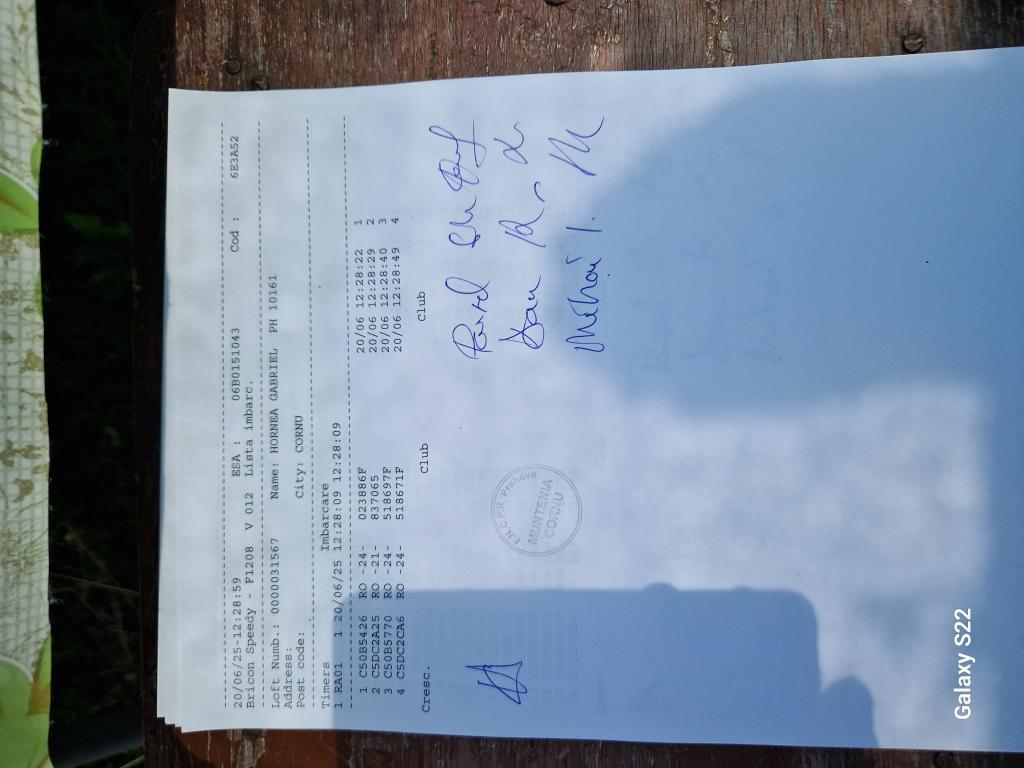 20/06/25-12:28:59 ESA : 06B0151043 Cod : 6E3A52
Bricon Speedy - F1208 V 012 Lista imbarc.
Loft Numb.: 0000031567 Name: HORNEA GABRIEL PH 10161
Address:
Post code: City: CORNU
Timers Imbarcare
1 RA01 1 20/06/25 12:28:09 12:28:09
1 C50B5426 RO -24- 023886F 20/06 12:28:22 1
2 C5DC2A25 RO -21- 837065 20/06 12:28:29 2
3 C50B5770 RO -24- 518697F 20/06 12:28:40 3
4 C5DC2CA6 RO -24- 518671F 20/06 12:28:49 4
Cresc. Club Club
Dan
Mihai I.
F.N.C.P.R. Prahova
MUNTENIA
CORNU
Galaxy S22